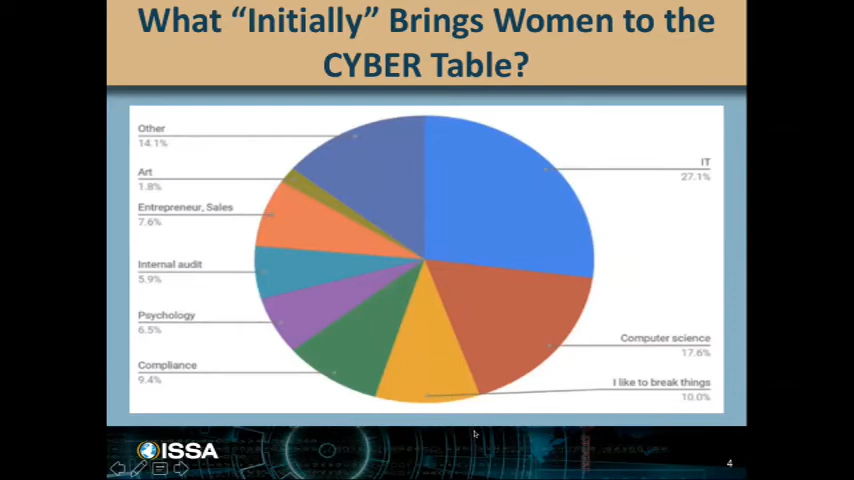 What “Initially” Brings Women to the
CYBER Table?
Other
14.1%
Art
1.8%
Entrepreneur, Sales
7.6%
Internal audit
5.9%
Psychology
6.5%
Compliance
9.4%
IT
27.1%
Computer science
17.6%
I like to break things
10.0%
ISSA
4